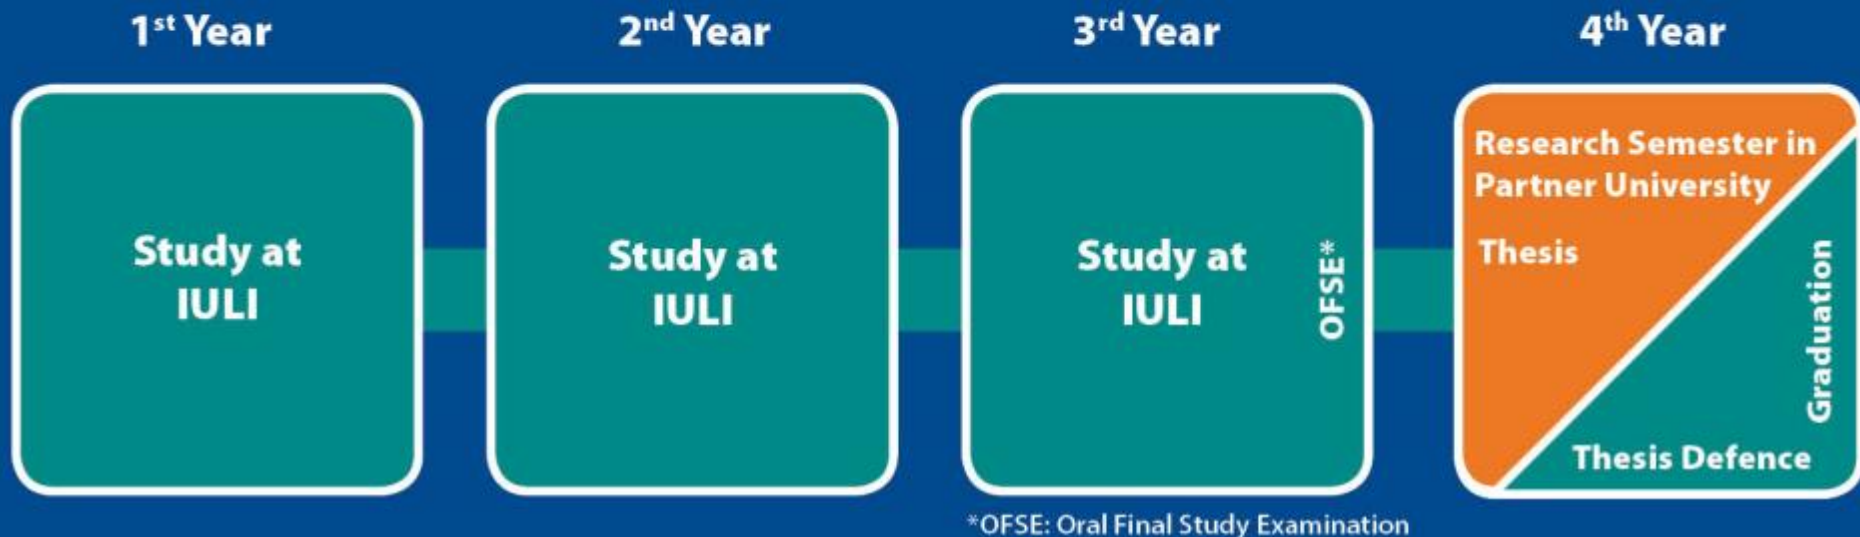 1st Year
2nd Year
3rd Year
4th Year
Study at
IULI
Study at
IULI
Study at
IULI
OFSE*
Research Semester in
Partner University
Thesis
Graduation
Thesis Defence
*OFSE: Oral Final Study Examination